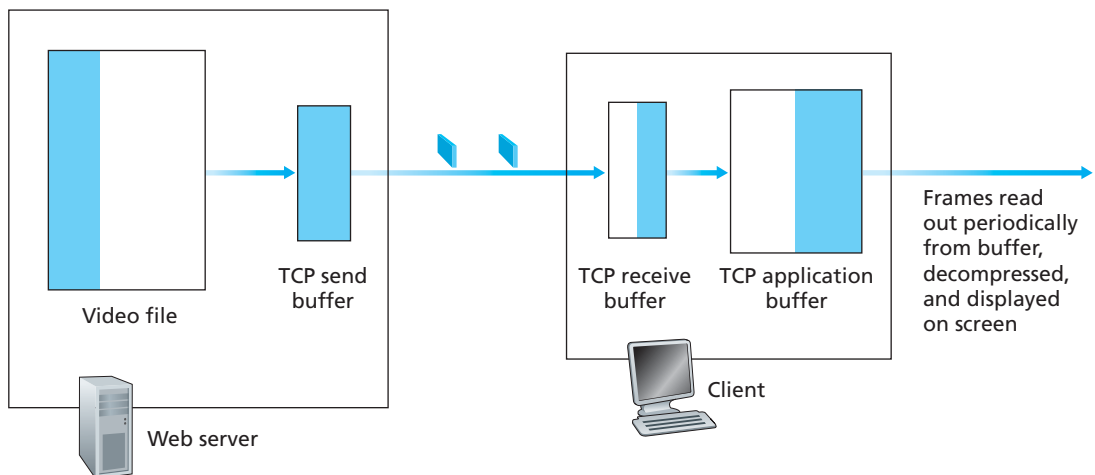 Video file
TCP send
buffer
Web server
TCP receive
buffer
TCP application
buffer
Client
Frames read
out periodically
from buffer,
decompressed,
and displayed
on screen